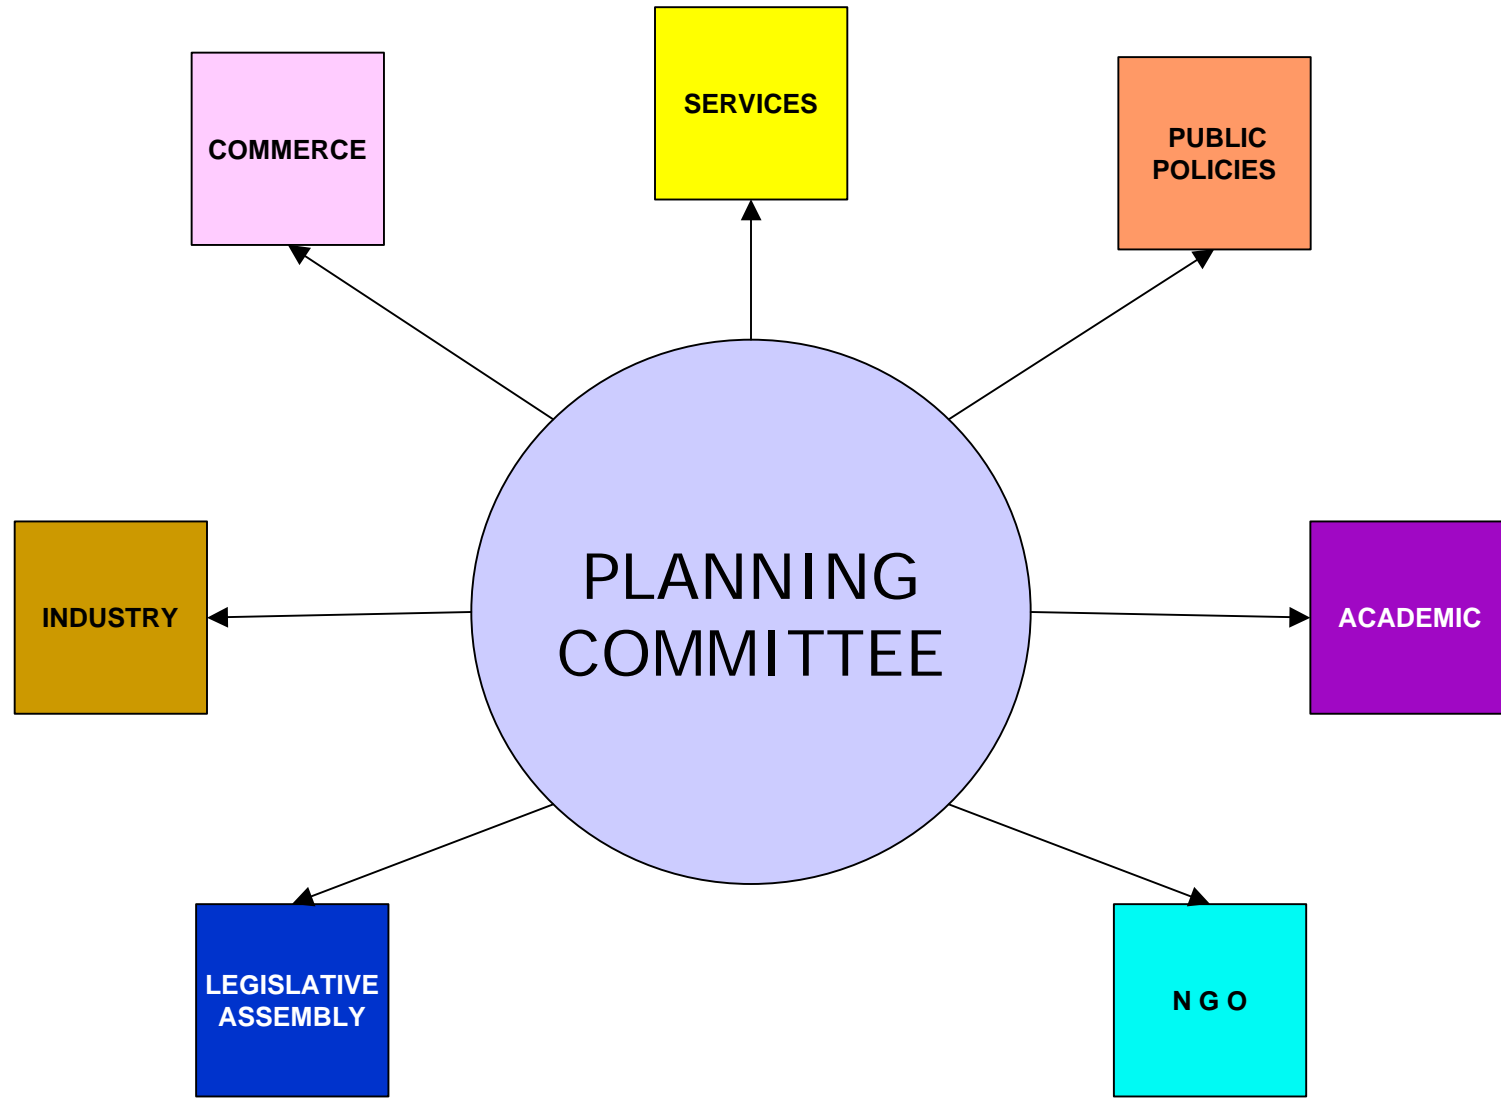 SERVICES
COMMERCE
PUBLIC
POLICIES
PLANNING
COMMITTEE
INDUSTRY
ACADEMIC
LEGISLATIVE
ASSEMBLY
N G O